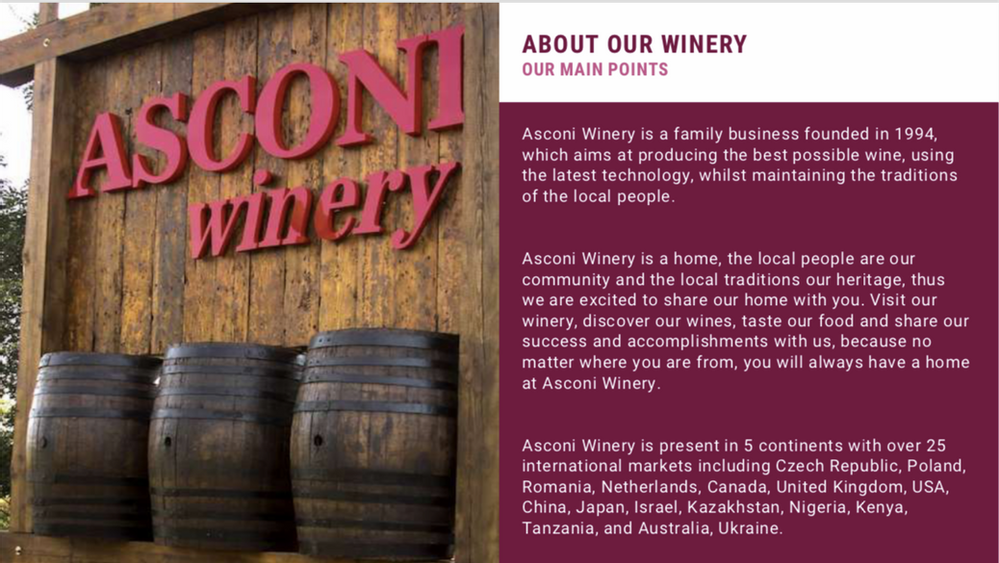 ASCONI
winery
ABOUT OUR WINERY
OUR MAIN POINTS
Asconi Winery is a family business founded in 1994,
which aims at producing the best possible wine, using
the latest technology, whilst maintaining the traditions
of the local people.
Asconi Winery is a home, the local people are our
community and the local traditions our heritage, thus
we are excited to share our home with you. Visit our
winery, discover our wines, taste our food and share our
success and accomplishments with us, because no
matter where you are from, you will always have a home
at Asconi Winery.
Asconi Winery is present in 5 continents with over 25
international markets including Czech Republic, Poland,
Romania, Netherlands, Canada, United Kingdom, USA,
China, Japan, Israel, Kazakhstan, Nigeria, Kenya,
Tanzania, and Australia, Ukraine.